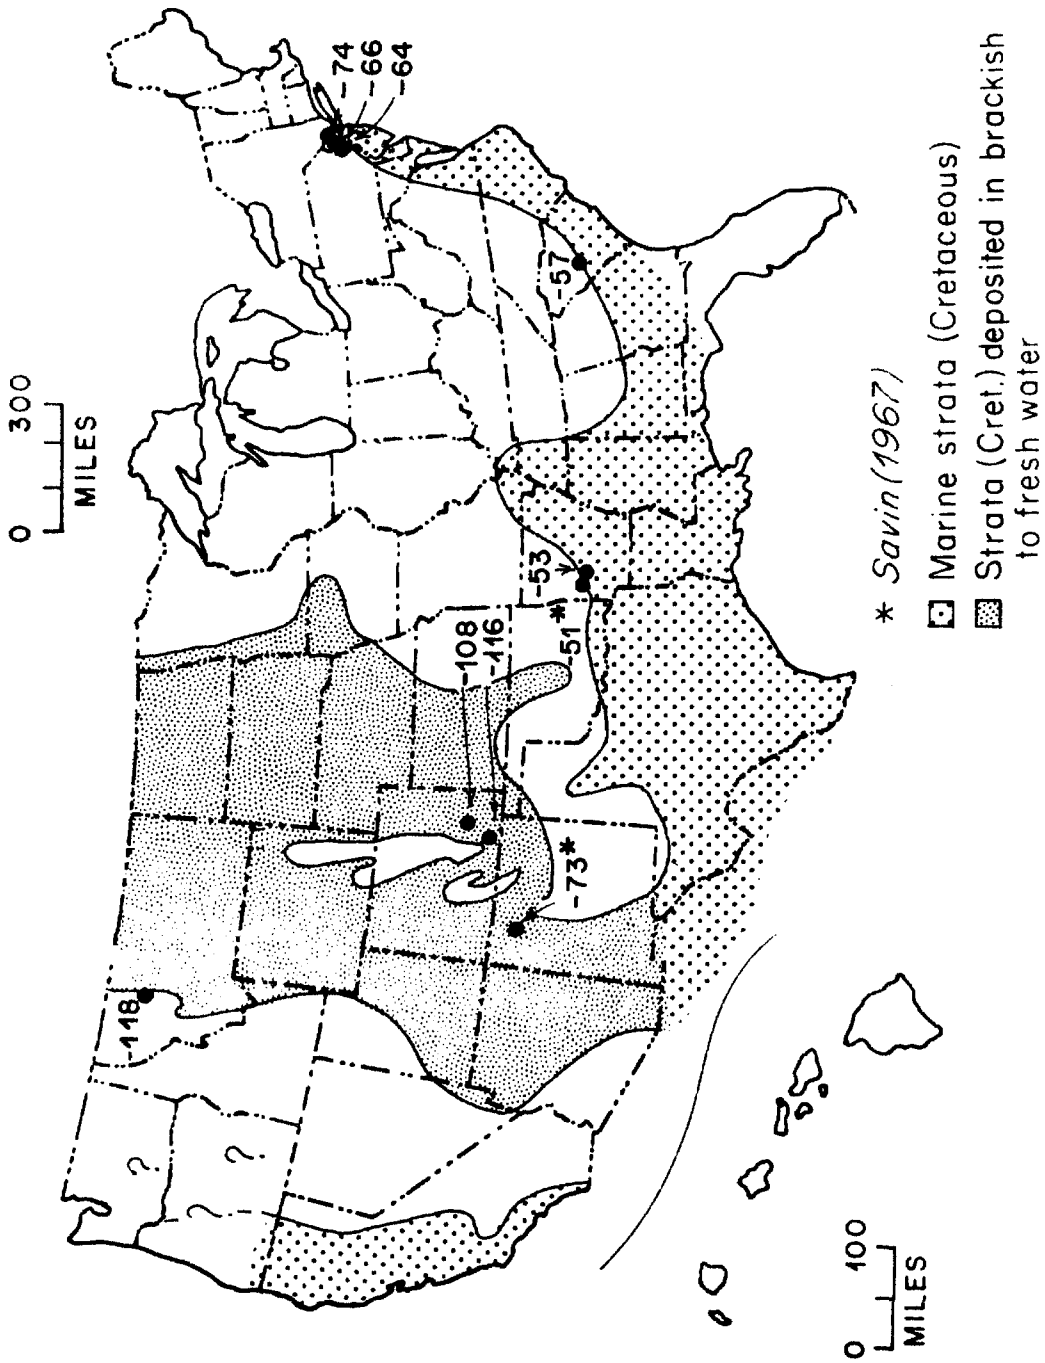 0 300
MILES
-74
-66
-64
-57
-53
-51*
-108
-116
-73*
-118
?
?
?
0 100
MILES
* Savin (1967)
Marine strata (Cretaceous)
Strata (Cret.) deposited in brackish
to fresh water